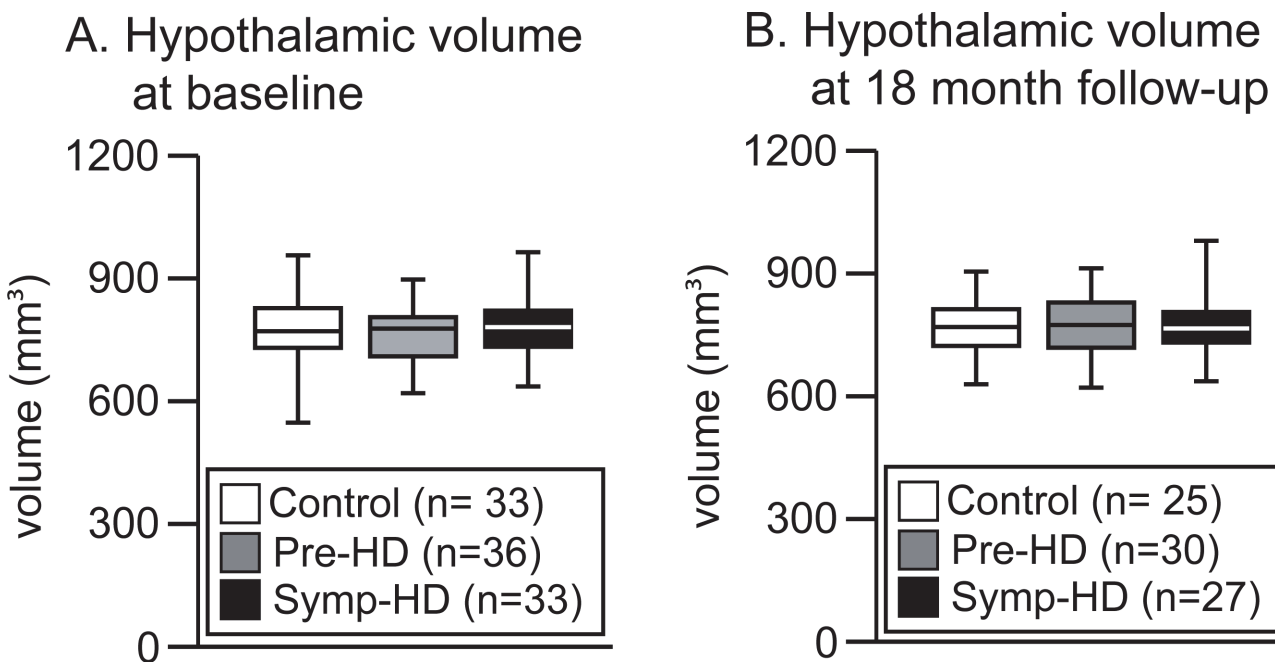 A. Hypothalamic volume
at baseline
1200
900
600
300
0
volume (mm³)
Control (n= 33)
Pre-HD (n=36)
Symp-HD (n=33)
B. Hypothalamic volume
at 18 month follow-up
1200
900
600
300
0
volume (mm³)
Control (n= 25)
Pre-HD (n=30)
Symp-HD (n=27)